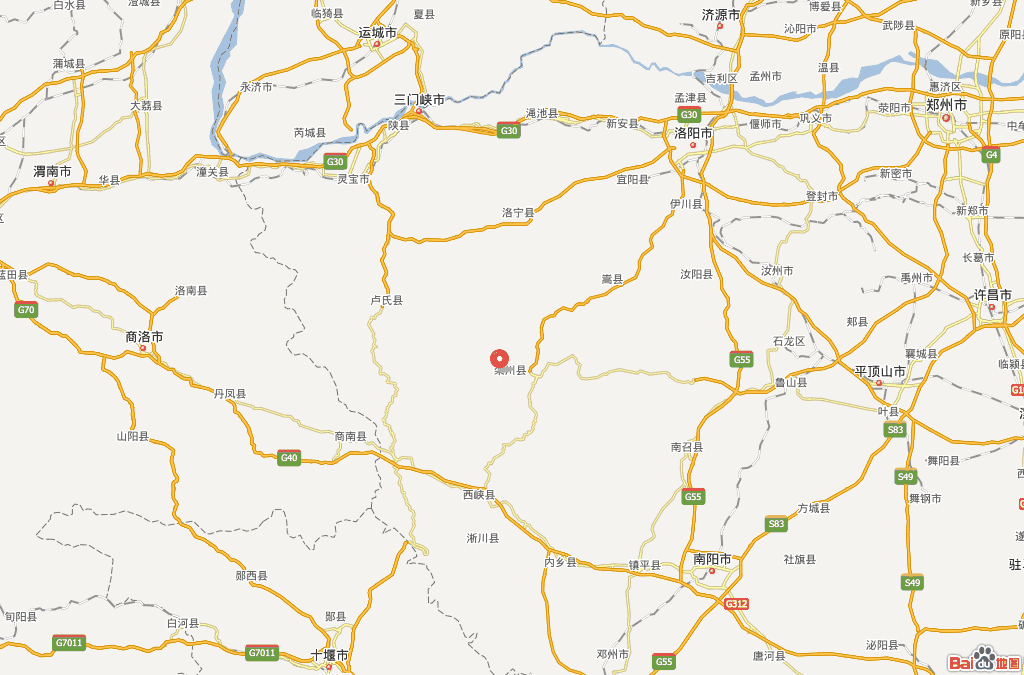 白水县
澄城县
临猗县
夏县
运城市
济源市
博爱县
沁阳市
武陟县
新乡县
原阳县
蒲城县
永济市
吉利区
孟州市
温县
惠济区
大荔县
三门峡市
孟津县
荥阳市
郑州市
芮城县
陕县
渑池县
新安县
G30
G30
洛阳市
偃师市
巩义市
中牟
G4
渭南市
华县
潼关县
G30
灵宝市
宜阳县
新密市
登封市
洛宁县
伊川县
新郑市
长葛市
蓝田县
洛南县
嵩县
汝阳县
汝州市
禹州市
G70
卢氏县
许昌市
商洛市
郏县
石龙区
襄城县
临颍县
G55
栾川县
平顶山市
鲁山县
丹凤县
叶县
S83
山阳县
商南县
南召县
G40
舞阳县
S49
西峡县
G55
舞钢市
方城县
S83
淅川县
内乡县
镇平县
南阳市
社旗县
驻
郧西县
S49
G312
旬阳县
白河县
郧县
G7011
G7011
十堰市
邓州市
G55
唐河县
泌阳县
Bai du 地图